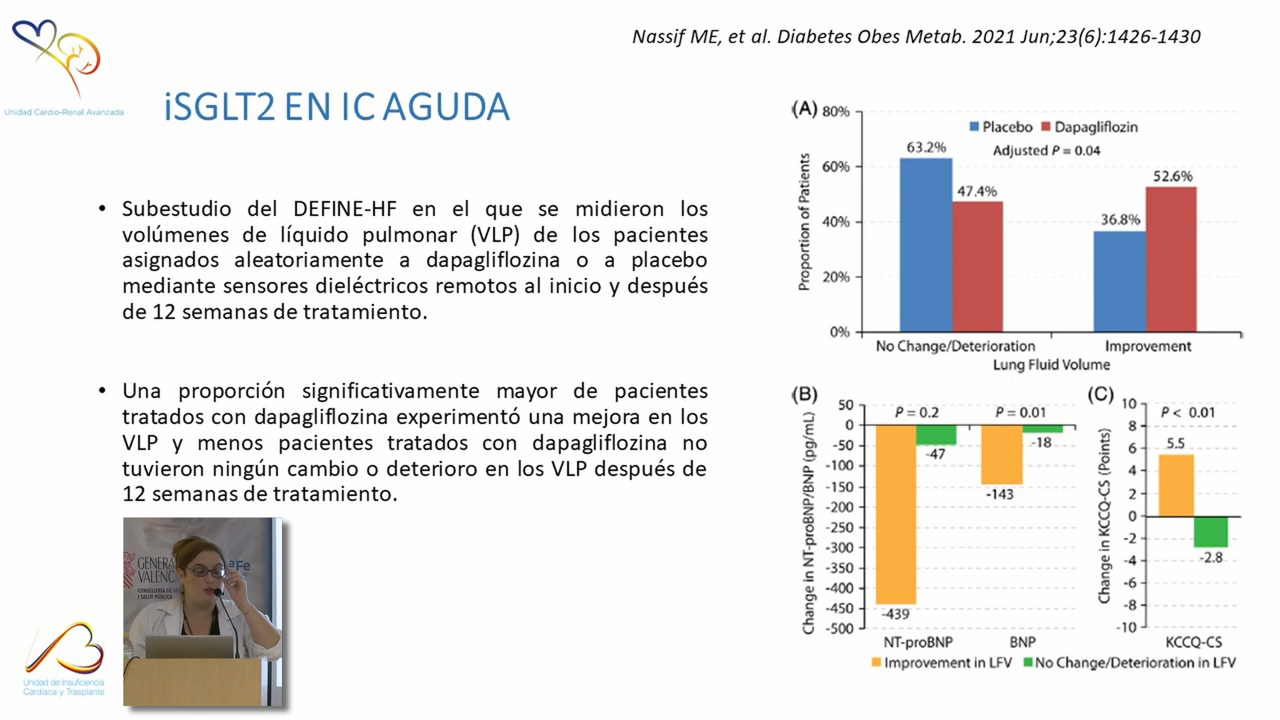 Nassif ME, et al. Diabetes Obes Metab. 2021 Jun;23(6):1426-1430
Unidad Cardio-Renal Avanzada
iSGLT2 EN IC AGUDA
• Subestudio del DEFINE-HF en el que se midieron los
volúmenes de líquido pulmonar (VLP) de los pacientes
asignados aleatoriamente a dapagliflozina o a placebo
mediante sensores dieléctricos remotos al inicio y después
de 12 semanas de tratamiento.
• Una proporción significativamente mayor de pacientes
tratados con dapagliflozina experimentó una mejora en los
VLP y menos pacientes tratados con dapagliflozina no
tuvieron ningún cambio o deterioro en los VLP después de
12 semanas de tratamiento.
GENERA
VALENCI
aFe
Unidad de Insuficiencia
Cardíaca y Trasplante
(A)
80%
60%
40%
20%
0%
Proportion of Patients
Placebo Dapagliflozin
Adjusted P = 0.04
63.2%
47.4%
36.8%
52.6%
No Change/Deterioration
Improvement
Lung Fluid Volume
(B)
50
0
-50
-100
-150
-200
-250
-300
-350
-400
-450
-500
Change in NT-proBNP/BNP (pg/mL)
P = 0.2
P = 0.01
-439
-47
-143
-18
NT-proBNP
BNP
(C)
10
8
6
4
2
0
-2
-4
-6
-8
-10
Change in KCCQ-CS (Points)
P < 0.01
5.5
-2.8
KCCQ-CS
Improvement in LFV No Change/Deterioration in LFV